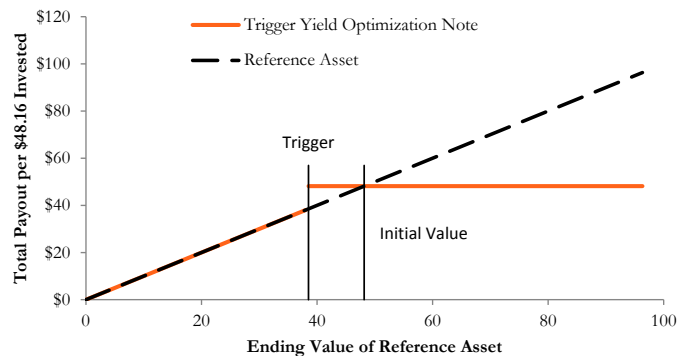 $120
$100
$80
$60
$40
$20
$0
Total Payout per $48.16 Invested
Trigger Yield Optimization Note
Reference Asset
Trigger
Initial Value
0 20 40 60 80 100
Ending Value of Reference Asset